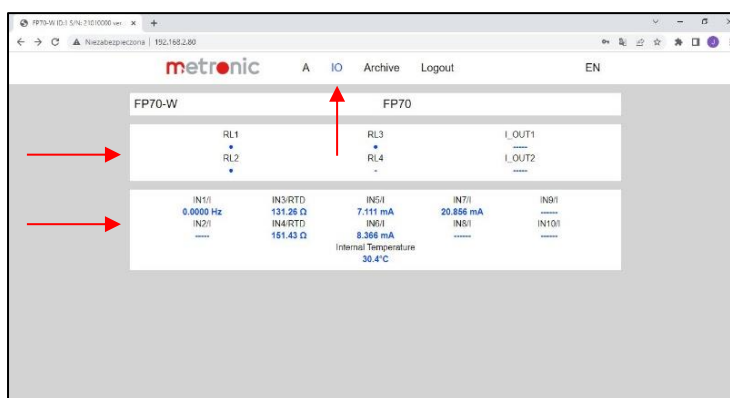 FP70-W ID:1 S/N: 21010000 ver
Niezabezpieczona | 192.168.2.80
metronic A IO Archive Logout EN
FP70-W FP70
RL1 RL3 I_OUT1
• • -----
RL2 RL4 I_OUT2
• - -----
IN1/I IN3/RTD IN5/I IN7/I IN9/I
0.0000 Hz 131.26 Ω 7.111 mA 20.856 mA ------
IN2/I IN4/RTD IN6/I IN8/I IN10/I
----- 151.43 Ω 8.366 mA ------ ------
Internal Temperature
30.4°C